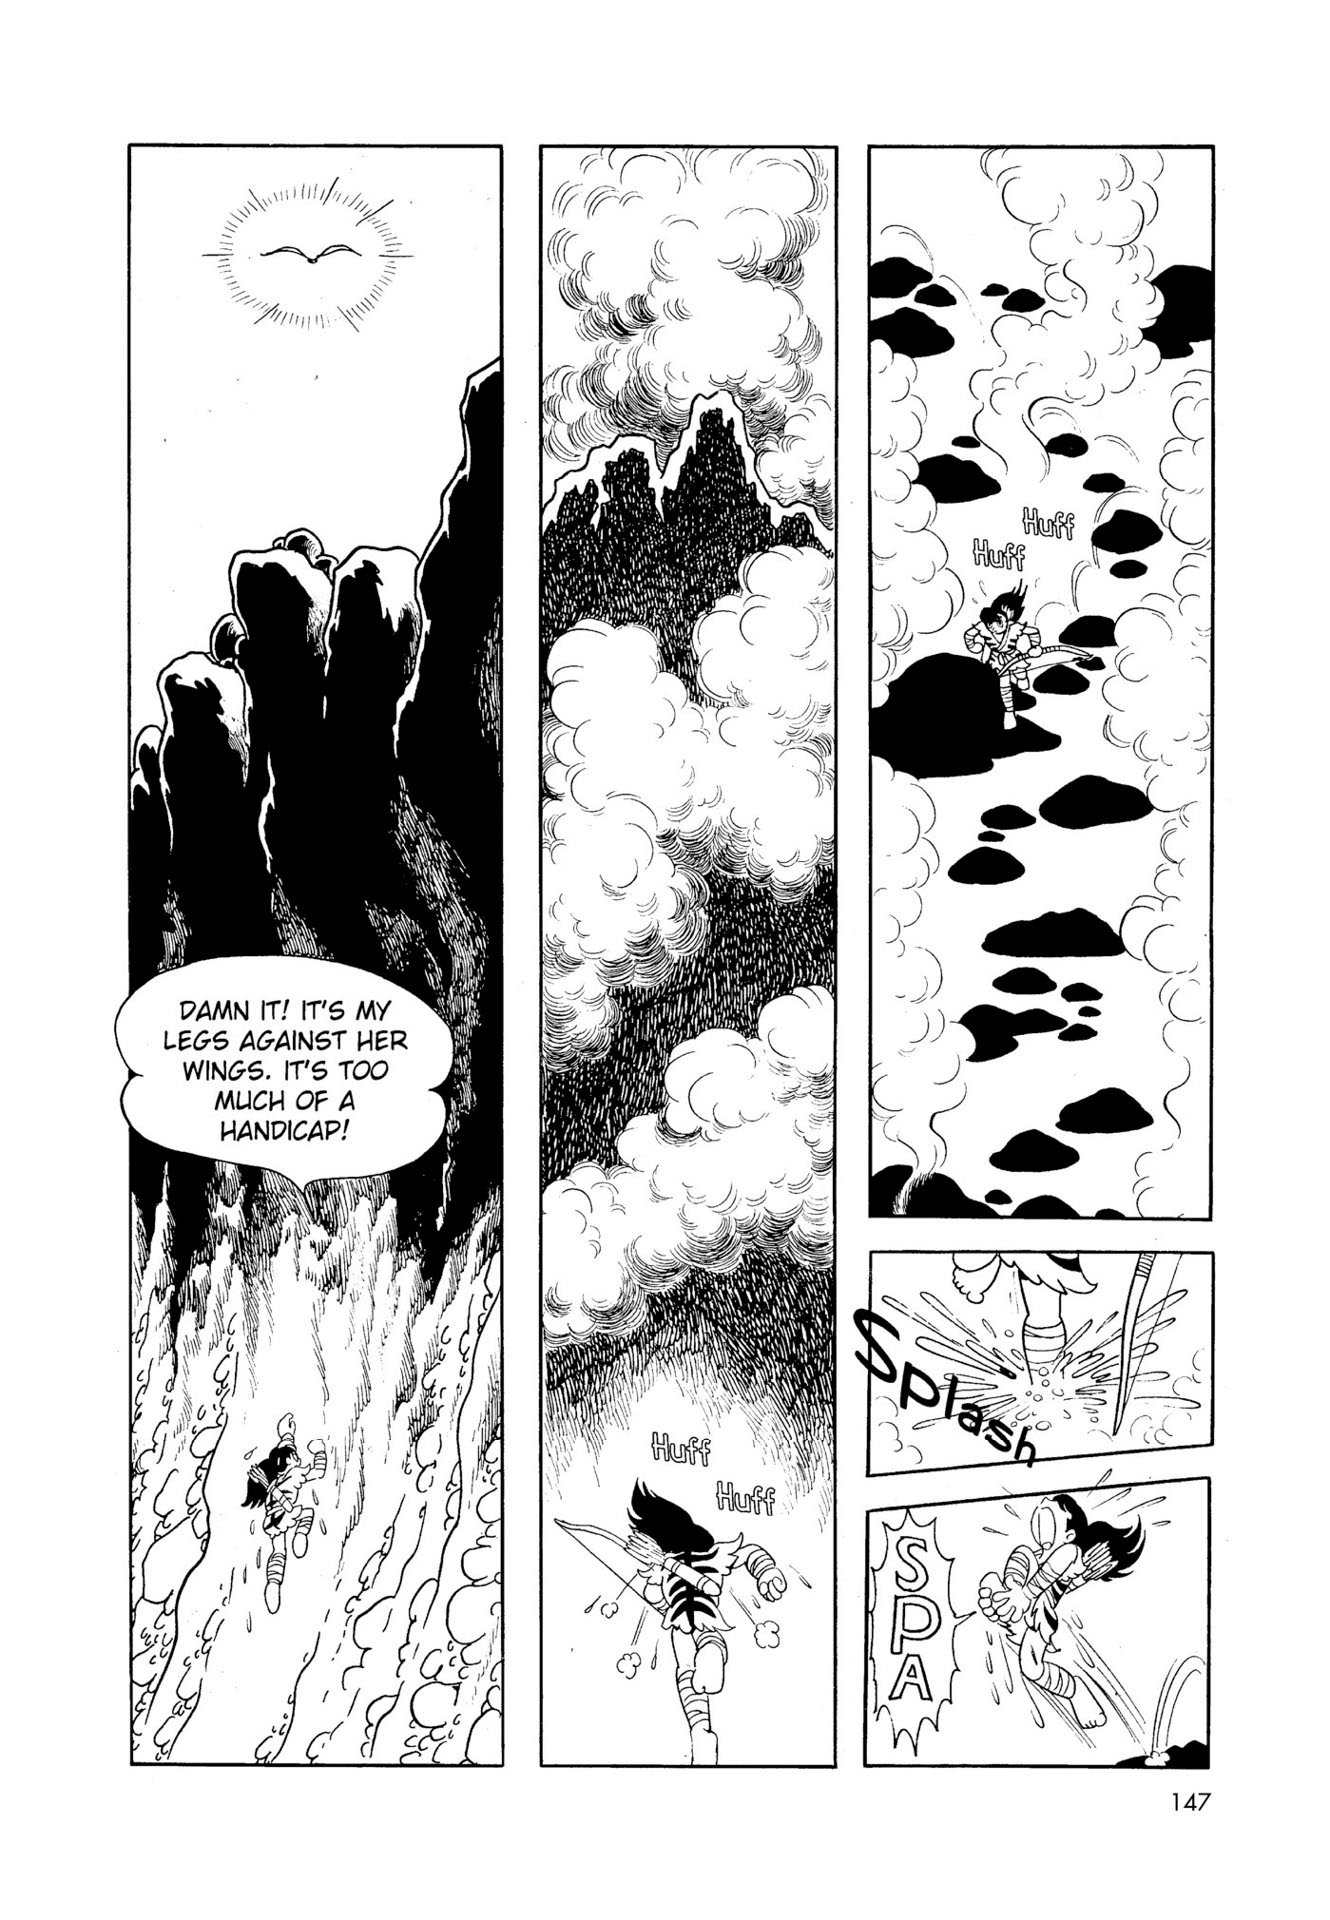 DAMN IT! IT'S MY
LEGS AGAINST HER
WINGS. IT'S TOO
MUCH OF A
HANDICAP!
Huff
Huff
Huff
Huff
Splash
SPA
147